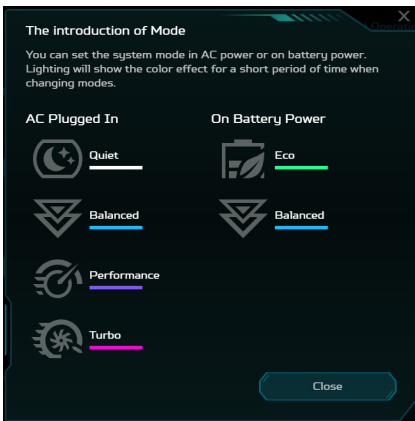 The introduction of Mode
You can set the system mode in AC power or on battery power.
Lighting will show the color effect for a short period of time when
changing modes.
AC Plugged In
On Battery Power
Quiet
Eco
Balanced
Balanced
Performance
Turbo
Close